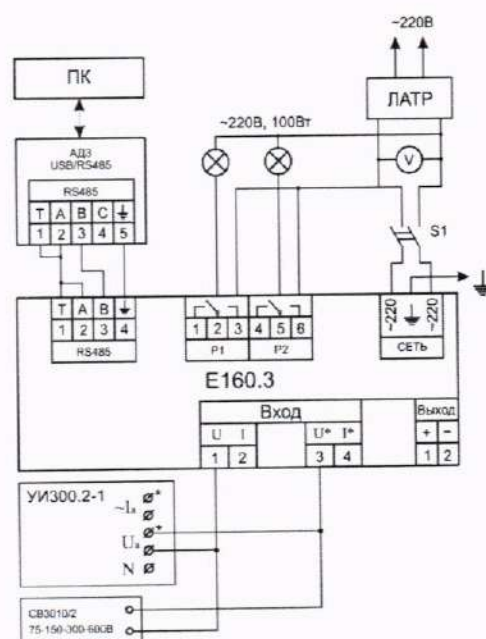 ~220В
ПК
ЛАТР
~220В, 100Вт
АД3
USB/RS485
V
RS485
T A B C
1 2 3 4 5
S1
T A B
1 2 3 4
RS485
1 2 3 4 5 6
P1 P2
~220 ~220
СЕТЬ
E160.3
Вход
Выход
U I U* I*
+ −
1 2 3 4
1 2
УИ300.2-1
~Iₐ *
Uₐ *
N
СВ3010/2
75-150-300-600В